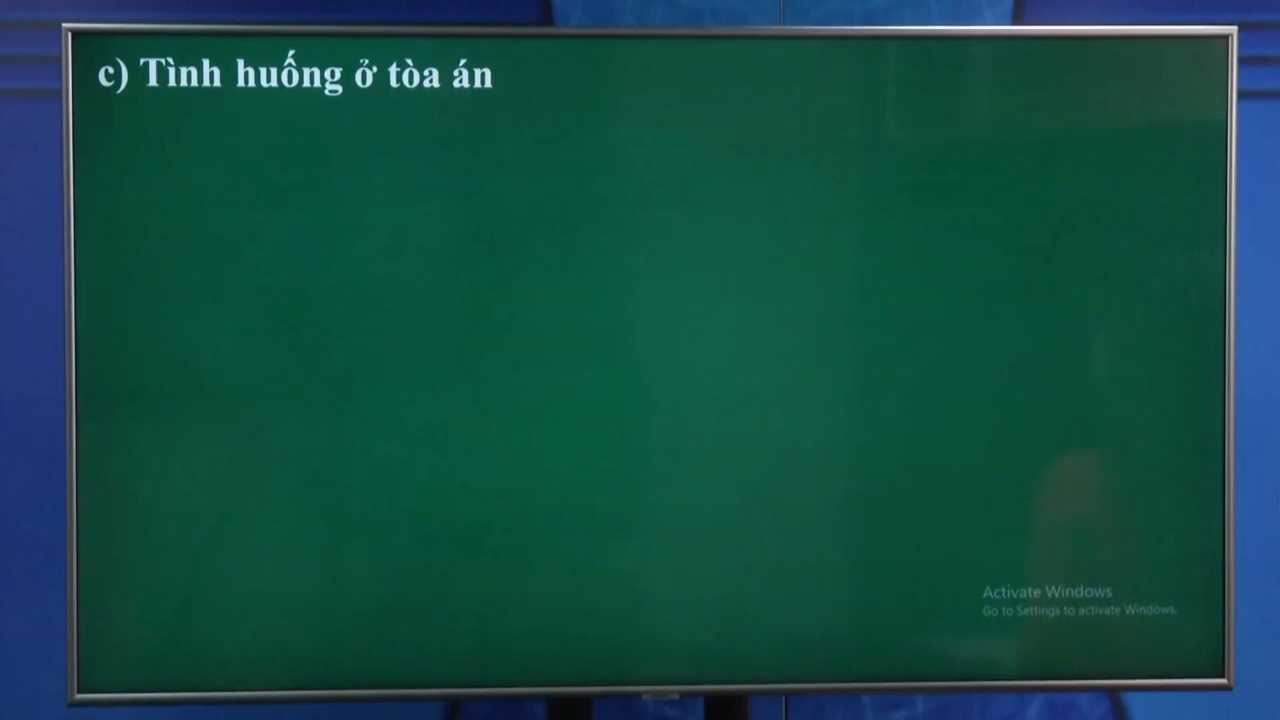 c) Tình huống ở tòa án
Activate Windows
Go to Settings to activate Windows.